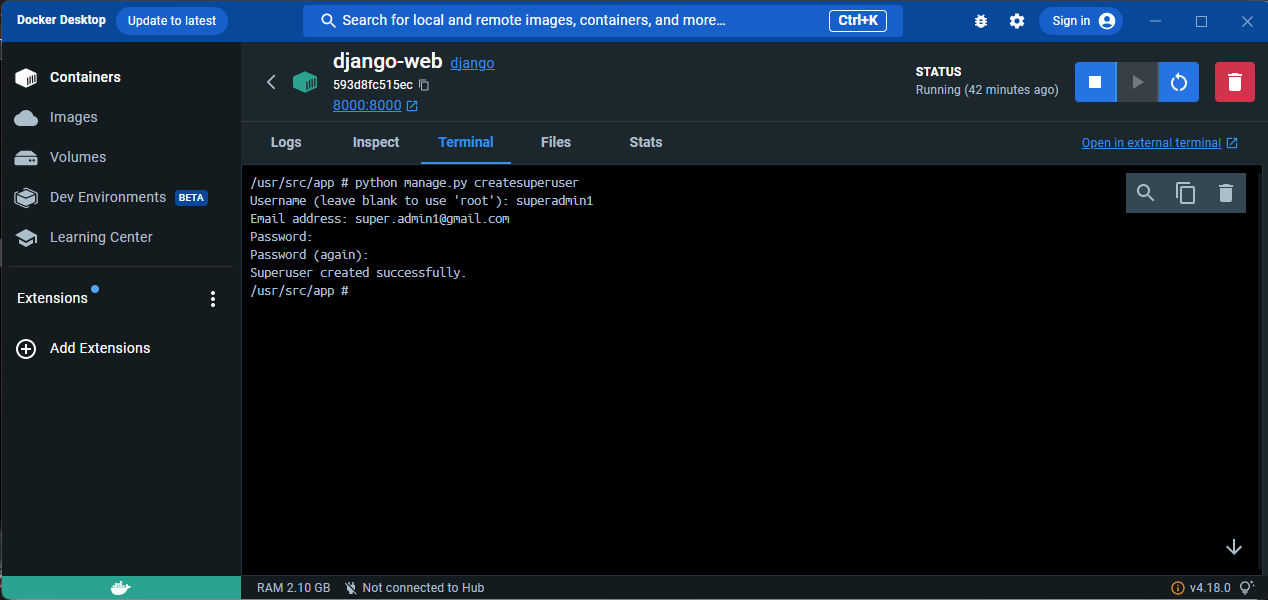 Docker Desktop Update to latest Search for local and remote images, containers, and more... Ctrl+K Sign in
Containers
Images
Volumes
Dev Environments BETA
Learning Center
Extensions
Add Extensions
django-web django
593d8fc515ec
8000:8000
STATUS
Running (42 minutes ago)
Logs Inspect Terminal Files Stats Open in external terminal
/usr/src/app # python manage.py createsuperuser
Username (leave blank to use 'root'): superadmin1
Email address: super.admin1@gmail.com
Password:
Password (again):
Superuser created successfully.
/usr/src/app #
RAM 2.10 GB Not connected to Hub v4.18.0